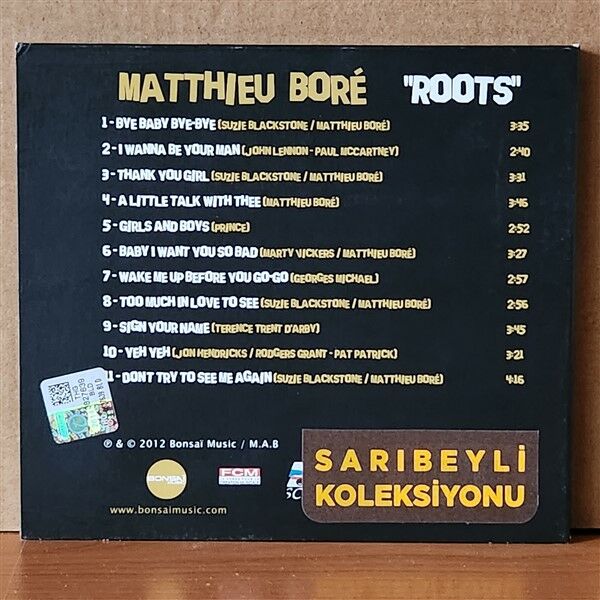 MATTHIEU BORÉ "ROOTS"
1 - BYE BABY BYE-BYE (SUZIE BLACKSTONE / MATTHIEU BORÉ) 3:35
2 - I WANNA BE YOUR MAN (JOHN LENNON - PAUL MCCARTNEY) 2:40
3 - THANK YOU GIRL (SUZIE BLACKSTONE / MATTHIEU BORÉ) 3:31
4 - A LITTLE TALK WITH THEE (MATTHIEU BORÉ) 3:46
5 - GIRLS AND BOYS (PRINCE) 2:52
6 - BABY I WANT YOU SO BAD (MARTY VICKERS / MATTHIEU BORÉ) 3:27
7 - WAKE ME UP BEFORE YOU GO-GO (GEORGES MICHAEL) 2:57
8 - TOO MUCH IN LOVE TO SEE (SUZIE BLACKSTONE / MATTHIEU BORÉ) 2:56
9 - SIGN YOUR NAME (TERENCE TRENT D'ARBY) 3:45
10 - YEH YEH (JON HENDRICKS / RODGERS GRANT - PAT PATRICK) 3:21
11 - DONT TRY TO SEE ME AGAIN (SUZIE BLACKSTONE / MATTHIEU BORÉ) 4:16
℗ & © 2012 Bonsaï Music / M.A.B
BONSAÏ
MUSIC
FCM
www.bonsaimusic.com
SARIBEYLİ
KOLEKSİYONU